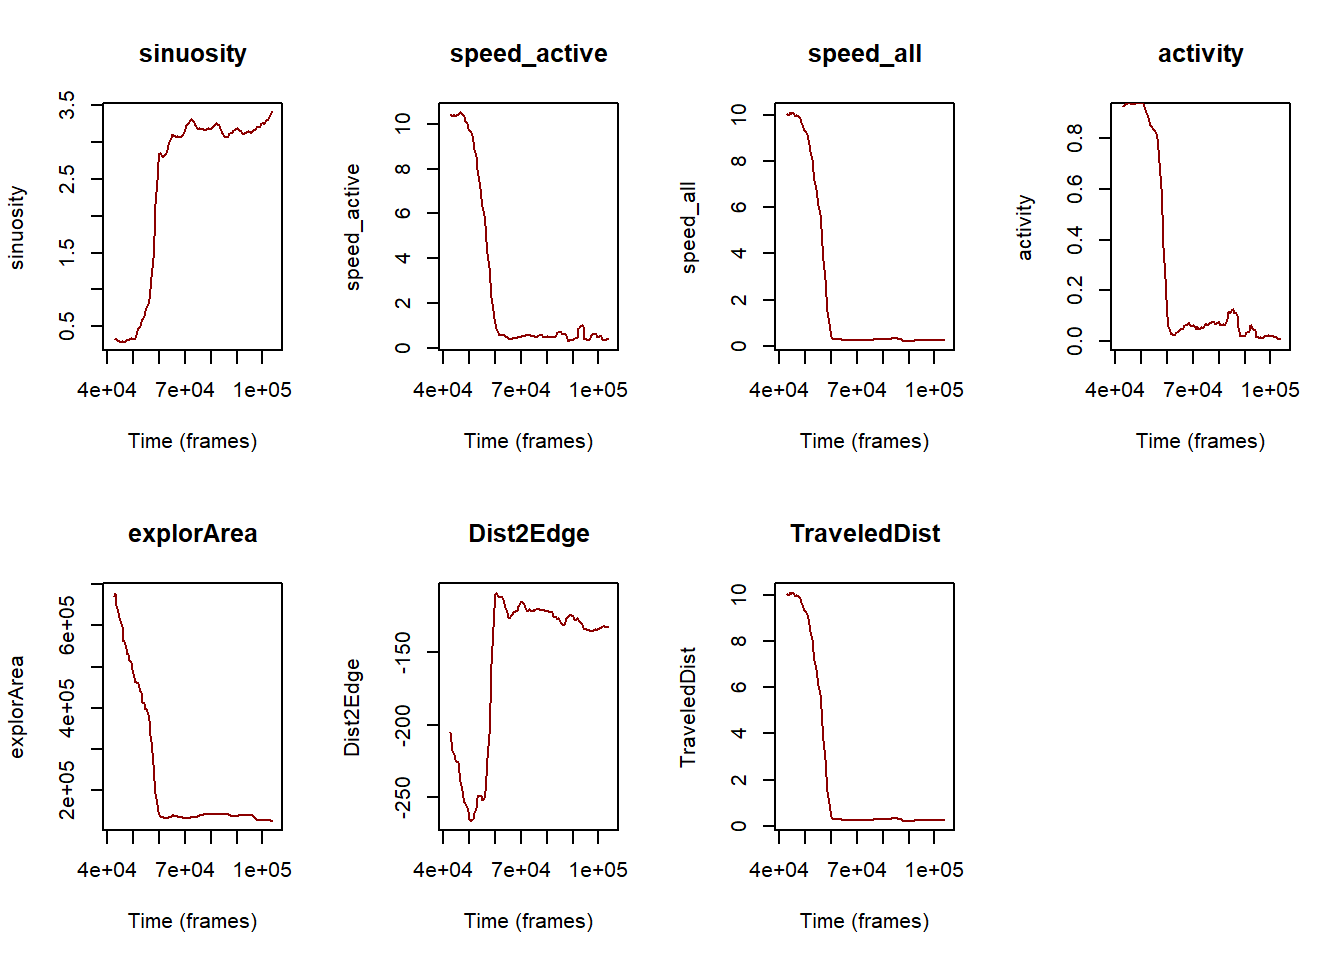 sinuosity
speed_active
speed_all
activity
sinuosity
0.5 1.5 2.5 3.5
4e+04 7e+04 1e+05
Time (frames)
speed_active
0 2 4 6 8 10
4e+04 7e+04 1e+05
Time (frames)
speed_all
0 2 4 6 8 10
4e+04 7e+04 1e+05
Time (frames)
activity
0.0 0.2 0.4 0.6 0.8
4e+04 7e+04 1e+05
Time (frames)
explorArea
Dist2Edge
TraveledDist
explorArea
2e+05 4e+05 6e+05
4e+04 7e+04 1e+05
Time (frames)
Dist2Edge
-250 -200 -150
4e+04 7e+04 1e+05
Time (frames)
TraveledDist
0 2 4 6 8 10
4e+04 7e+04 1e+05
Time (frames)